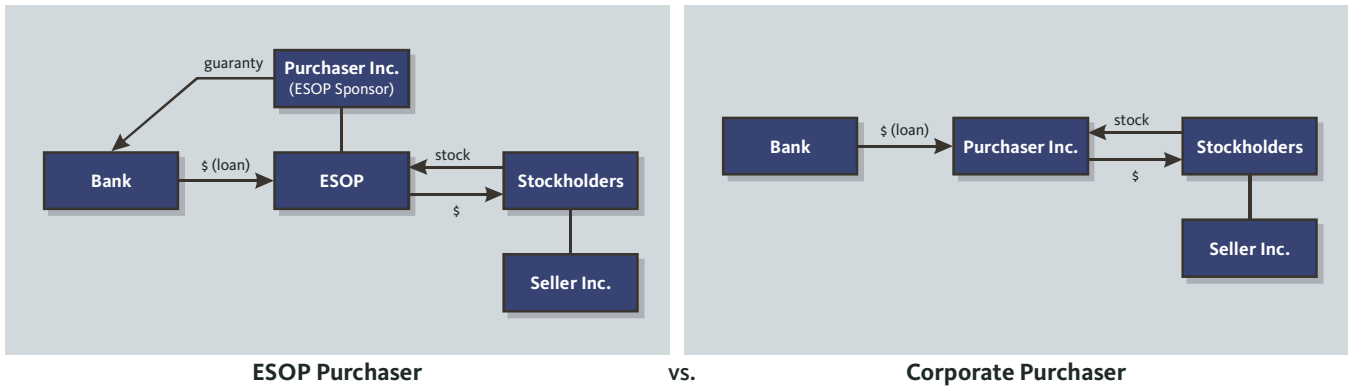 guaranty
Purchaser Inc.
(ESOP Sponsor)
Bank
$ (loan)
ESOP
stock
$
Stockholders
Seller Inc.
Bank
$ (loan)
Purchaser Inc.
stock
$
Stockholders
Seller Inc.
ESOP Purchaser
vs.
Corporate Purchaser